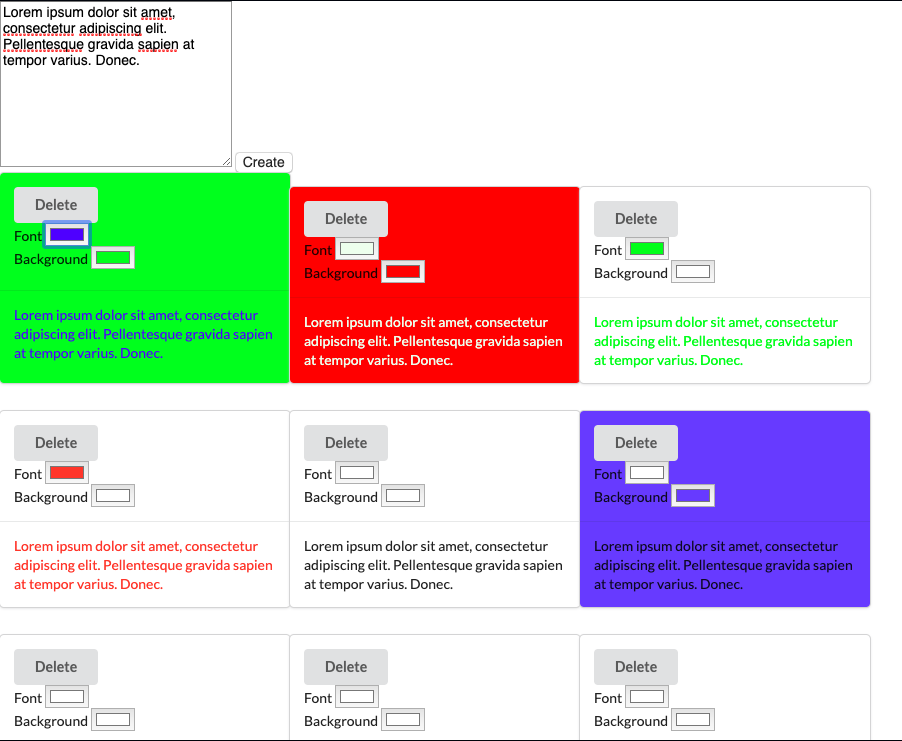 Lorem ipsum dolor sit amet,
consectetur adipiscing elit.
Pellentesque gravida sapien at
tempor varius. Donec.
Create
Delete
Font
Background
Lorem ipsum dolor sit amet, consectetur
adipiscing elit. Pellentesque gravida sapien
at tempor varius. Donec.
Delete
Font
Background
Lorem ipsum dolor sit amet, consectetur
adipiscing elit. Pellentesque gravida sapien
at tempor varius. Donec.
Delete
Font
Background
Lorem ipsum dolor sit amet, consectetur
adipiscing elit. Pellentesque gravida sapien
at tempor varius. Donec.
Delete
Font
Background
Lorem ipsum dolor sit amet, consectetur
adipiscing elit. Pellentesque gravida sapien
at tempor varius. Donec.
Delete
Font
Background
Lorem ipsum dolor sit amet, consectetur
adipiscing elit. Pellentesque gravida sapien
at tempor varius. Donec.
Delete
Font
Background
Lorem ipsum dolor sit amet, consectetur
adipiscing elit. Pellentesque gravida sapien
at tempor varius. Donec.
Delete
Font
Background
Delete
Font
Background
Delete
Font
Background